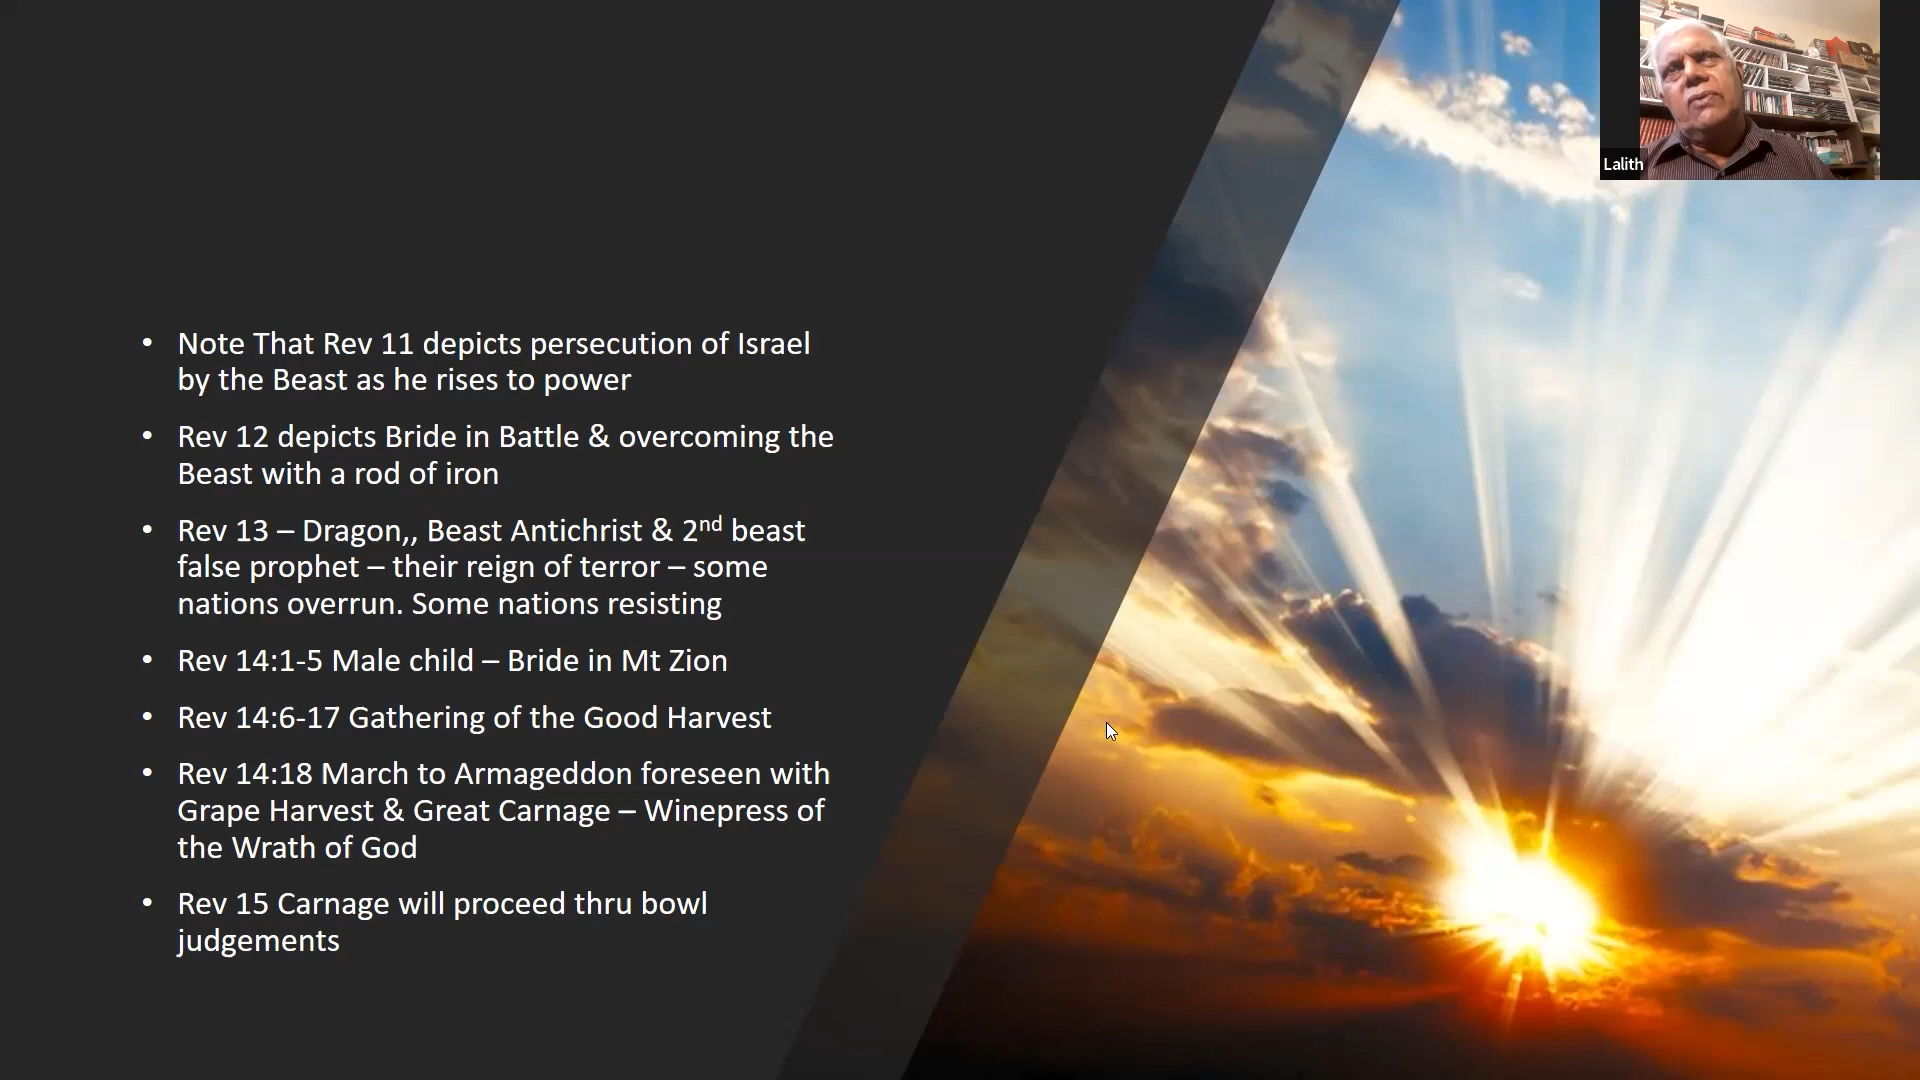 Lalith
• Note That Rev 11 depicts persecution of Israel
by the Beast as he rises to power
• Rev 12 depicts Bride in Battle & overcoming the
Beast with a rod of iron
• Rev 13 – Dragon,, Beast Antichrist & 2nd beast
false prophet – their reign of terror – some
nations overrun. Some nations resisting
• Rev 14:1-5 Male child – Bride in Mt Zion
• Rev 14:6-17 Gathering of the Good Harvest
• Rev 14:18 March to Armageddon foreseen with
Grape Harvest & Great Carnage – Winepress of
the Wrath of God
• Rev 15 Carnage will proceed thru bowl
judgements